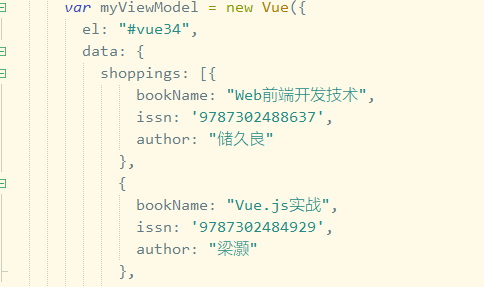 var myViewModel = new Vue({
el: "#vue34",
data: {
shoppings: [{
bookName: "Web前端开发技术",
issn: '9787302488637',
author: "储久良"
},
{
bookName: "Vue.js实战",
issn: '9787302484929',
author: "梁灏"
},